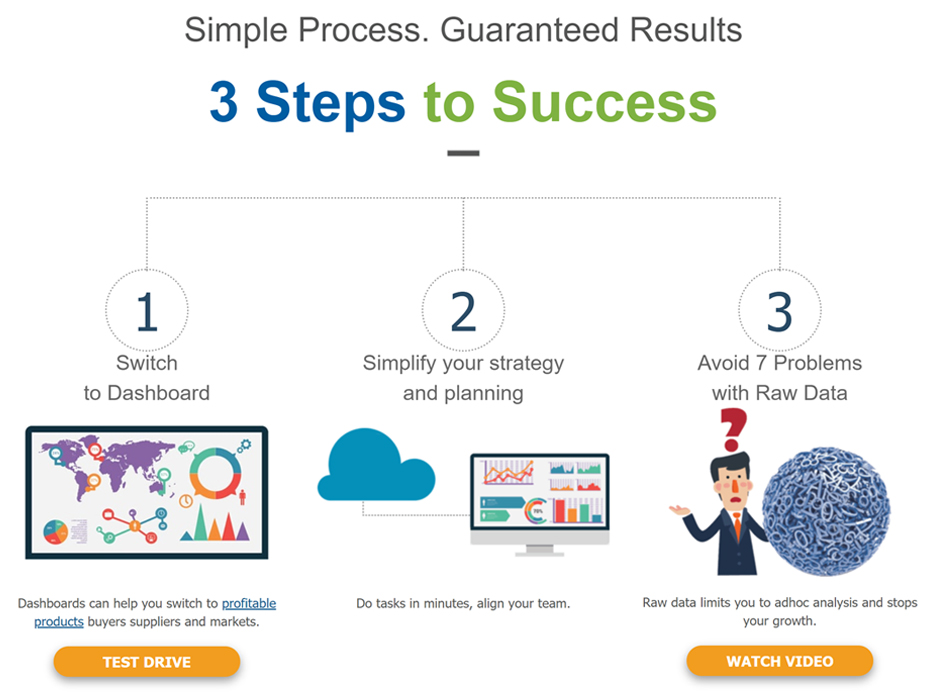 Simple Process. Guaranteed Results
3 Steps to Success
1
Switch
to Dashboard
2
Simplify your strategy
and planning
3
Avoid 7 Problems
with Raw Data
?
Dashboards can help you switch to profitable
products buyers suppliers and markets.
TEST DRIVE
Do tasks in minutes, align your team.
Raw data limits you to adhoc analysis and stops
your growth.
WATCH VIDEO